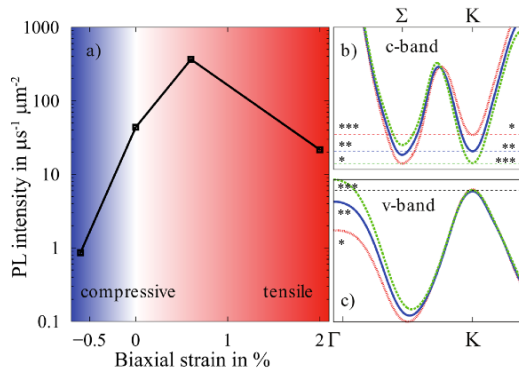 a)
PL intensity in μs⁻¹ μm⁻²
1000
100
10
1
0.1
compressive
tensile
−0.5
0
1
2
Biaxial strain in %
Σ
K
b)
c-band
***
*
**
**
*
***
***
v-band
**
*
c)
Γ
K